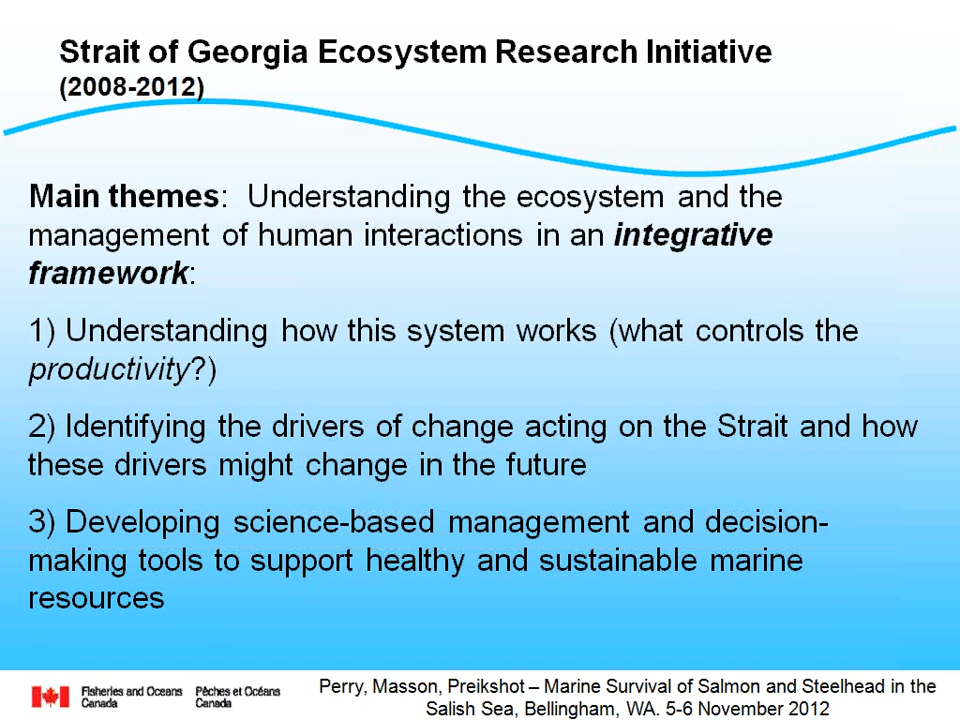 Strait of Georgia Ecosystem Research Initiative
(2008-2012)
Main themes:  Understanding the ecosystem and the
management of human interactions in an integrative
framework:
1) Understanding how this system works (what controls the
productivity?)
2) Identifying the drivers of change acting on the Strait and how
these drivers might change in the future
3) Developing science-based management and decision-
making tools to support healthy and sustainable marine
resources
Fisheries and Oceans Pêches et Océans
Canada Canada
Perry, Masson, Preikshot – Marine Survival of Salmon and Steelhead in the
Salish Sea, Bellingham, WA. 5-6 November 2012